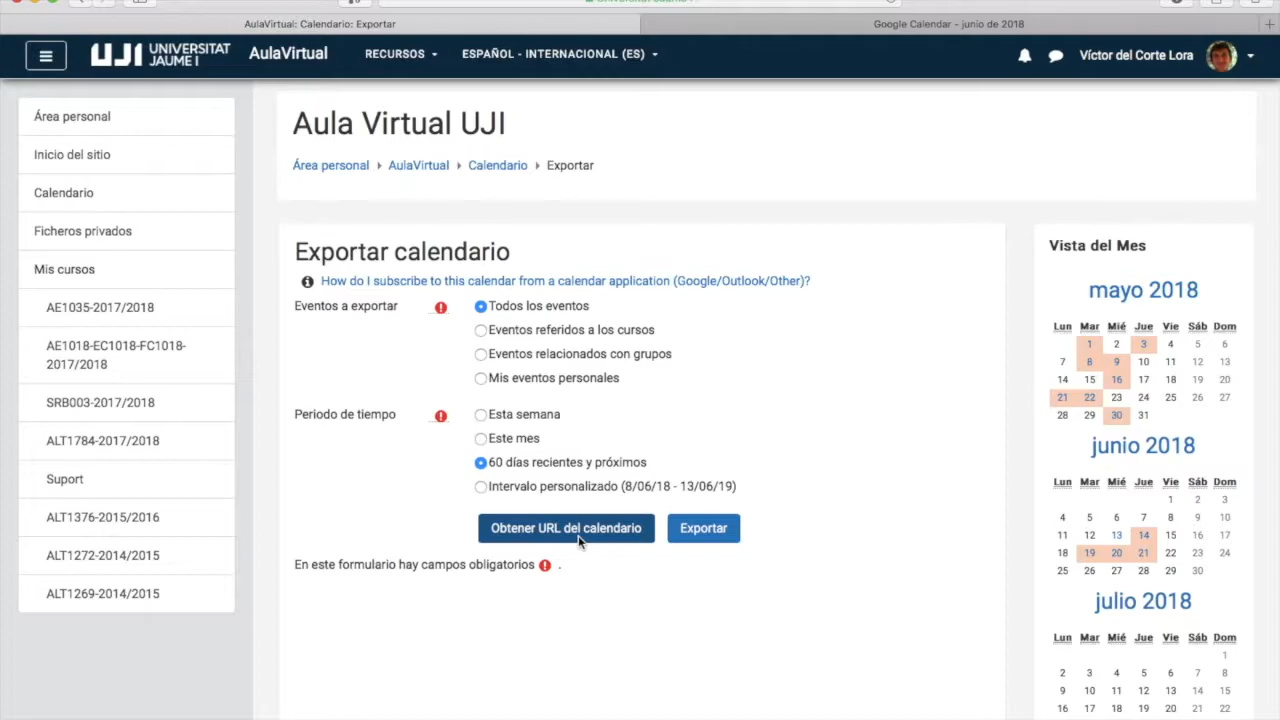 AulaVirtual: Calendario: Exportar
Google Calendar - junio de 2018
UJI UNIVERSITAT JAUME I
AulaVirtual
RECURSOS
ESPAÑOL - INTERNACIONAL (ES)
Víctor del Corte Lora
Área personal
Inicio del sitio
Calendario
Ficheros privados
Mis cursos
AE1035-2017/2018
AE1018-EC1018-FC1018-
2017/2018
SRB003-2017/2018
ALT1784-2017/2018
Suport
ALT1376-2015/2016
ALT1272-2014/2015
ALT1269-2014/2015
Aula Virtual UJI
Área personal AulaVirtual Calendario Exportar
Exportar calendario
How do I subscribe to this calendar from a calendar application (Google/Outlook/Other)?
Eventos a exportar
Todos los eventos
Eventos referidos a los cursos
Eventos relacionados con grupos
Mis eventos personales
Periodo de tiempo
Esta semana
Este mes
60 días recientes y próximos
Intervalo personalizado (8/06/18 - 13/06/19)
Obtener URL del calendario
Exportar
En este formulario hay campos obligatorios .
Vista del Mes
mayo 2018
Lun Mar Mié Jue Vie Sáb Dom
1 2 3 4 5 6
7 8 9 10 11 12 13
14 15 16 17 18 19 20
21 22 23 24 25 26 27
28 29 30 31
junio 2018
Lun Mar Mié Jue Vie Sáb Dom
1 2 3
4 5 6 7 8 9 10
11 12 13 14 15 16 17
18 19 20 21 22 23 24
25 26 27 28 29 30
julio 2018
Lun Mar Mié Jue Vie Sáb Dom
1
2 3 4 5 6 7 8
9 10 11 12 13 14 15
16 17 18 19 20 21 22